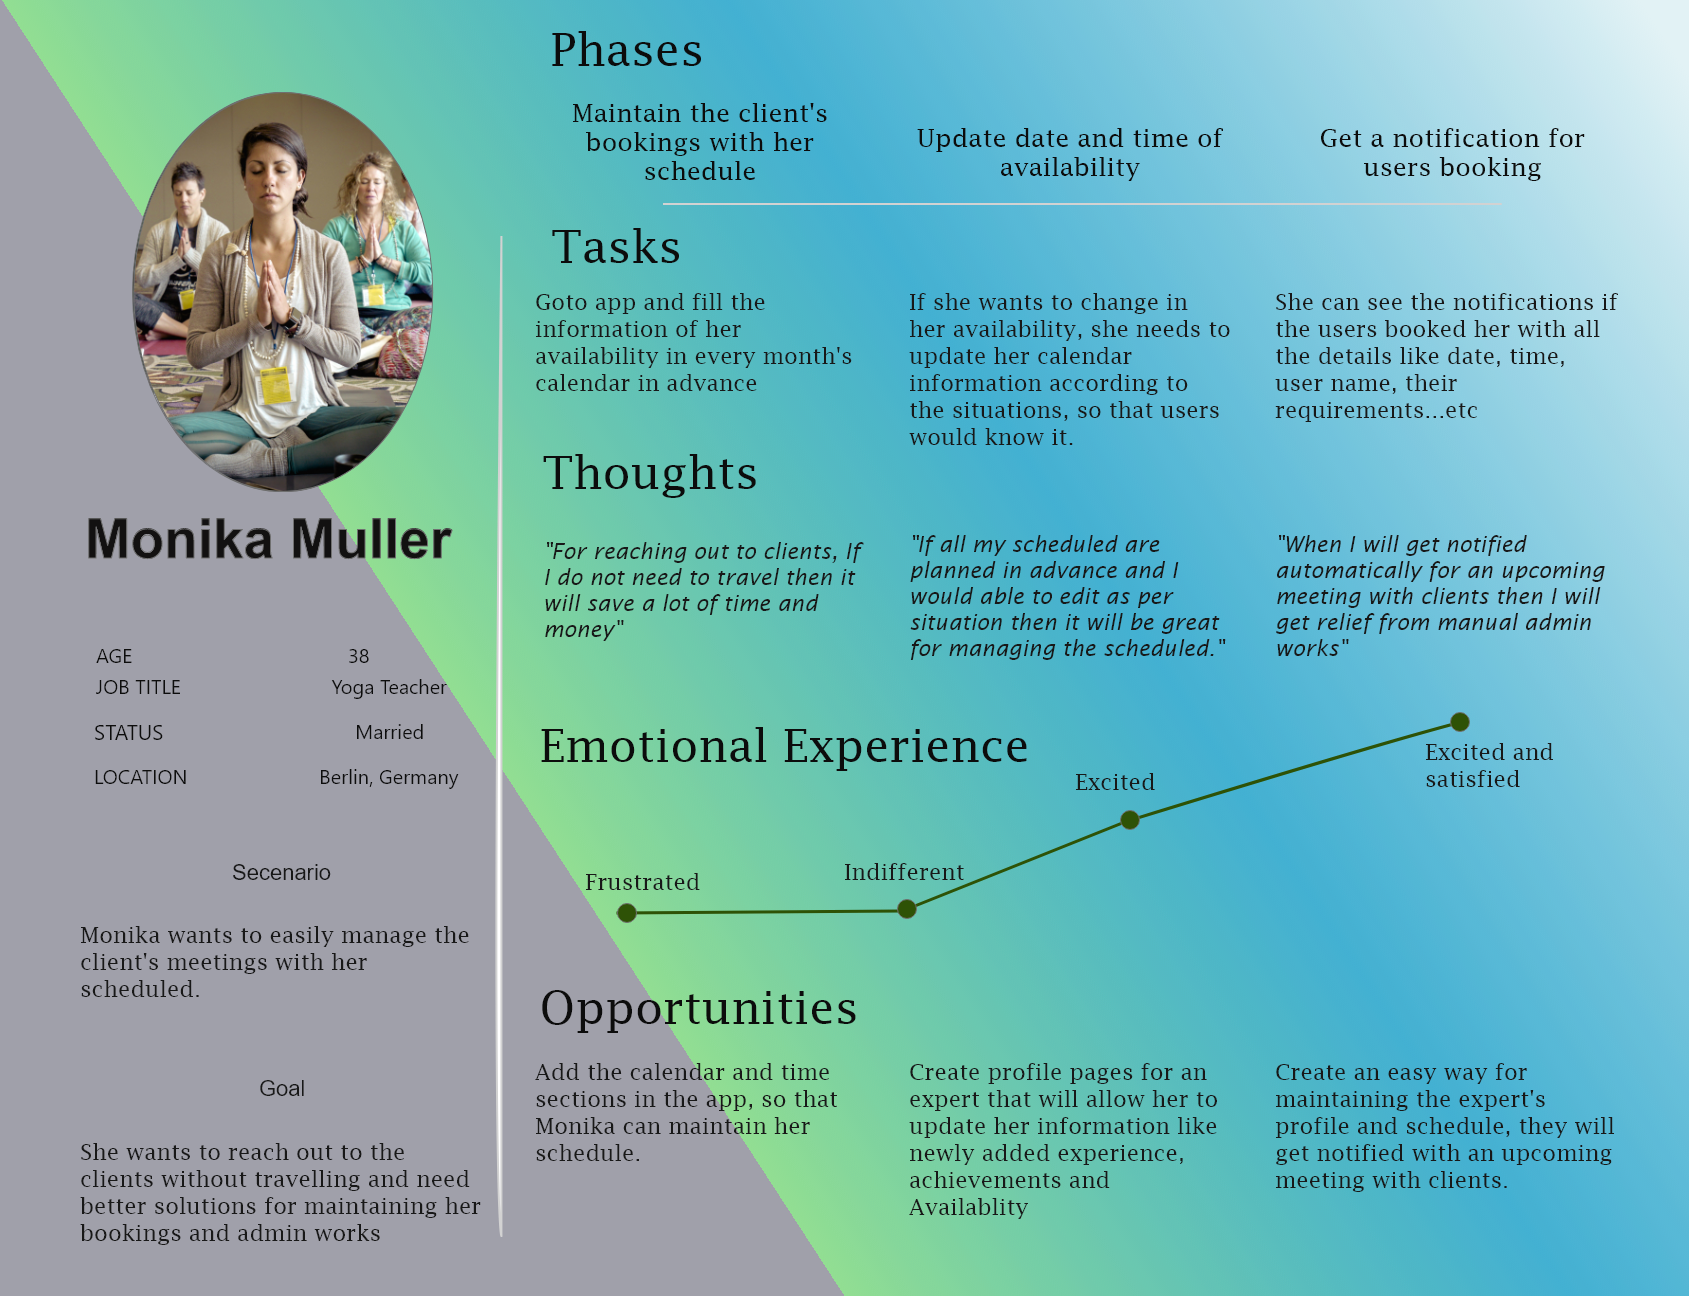 Monika Muller
AGE 38
JOB TITLE Yoga Teacher
STATUS Married
LOCATION Berlin, Germany
Secenario
Monika wants to easily manage the
client's meetings with her
scheduled.
Goal
She wants to reach out to the
clients without travelling and need
better solutions for maintaining her
bookings and admin works
Phases
Maintain the client's
bookings with her
schedule
Update date and time of
availability
Get a notification for
users booking
Tasks
Goto app and fill the
information of her
availability in every month's
calendar in advance
If she wants to change in
her availability, she needs to
update her calendar
information according to
the situations, so that users
would know it.
She can see the notifications if
the users booked her with all
the details like date, time,
user name, their
requirements...etc
Thoughts
"For reaching out to clients, If
I do not need to travel then it
will save a lot of time and
money"
"If all my scheduled are
planned in advance and I
would able to edit as per
situation then it will be great
for managing the scheduled."
"When I will get notified
automatically for an upcoming
meeting with clients then I will
get relief from manual admin
works"
Emotional Experience
Frustrated
Indifferent
Excited
Excited and
satisfied
Opportunities
Add the calendar and time
sections in the app, so that
Monika can maintain her
schedule.
Create profile pages for an
expert that will allow her to
update her information like
newly added experience,
achievements and
Availablity
Create an easy way for
maintaining the expert's
profile and schedule, they will
get notified with an upcoming
meeting with clients.